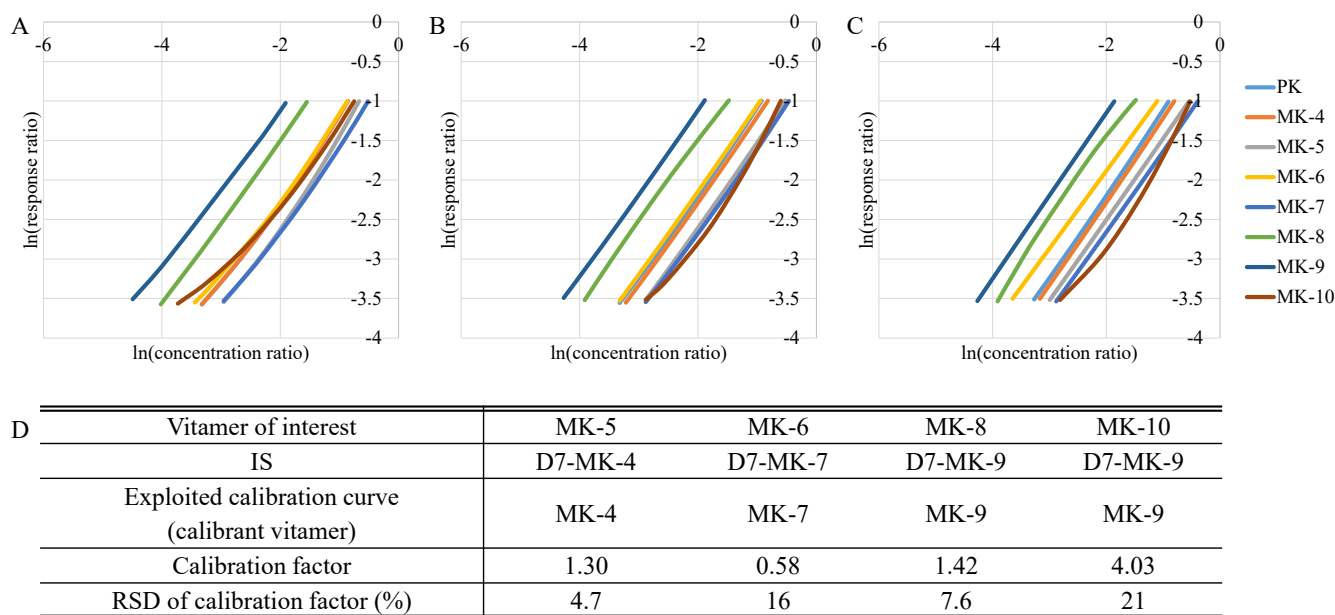 A
B
C
-6
-4
-2
0
0
-0.5
-1
-1.5
-2
-2.5
-3
-3.5
-4
ln(response ratio)
ln(concentration ratio)
-6
-4
-2
0
0
-0.5
-1
-1.5
-2
-2.5
-3
-3.5
-4
ln(response ratio)
ln(concentration ratio)
-6
-4
-2
0
0
-0.5
-1
-1.5
-2
-2.5
-3
-3.5
-4
ln(response ratio)
ln(concentration ratio)
PK
MK-4
MK-5
MK-6
MK-7
MK-8
MK-9
MK-10
D
Vitamer of interest MK-5 MK-6 MK-8 MK-10
IS D7-MK-4 D7-MK-7 D7-MK-9 D7-MK-9
Exploited calibration curve
(calibrant vitamer) MK-4 MK-7 MK-9 MK-9
Calibration factor 1.30 0.58 1.42 4.03
RSD of calibration factor (%) 4.7 16 7.6 21